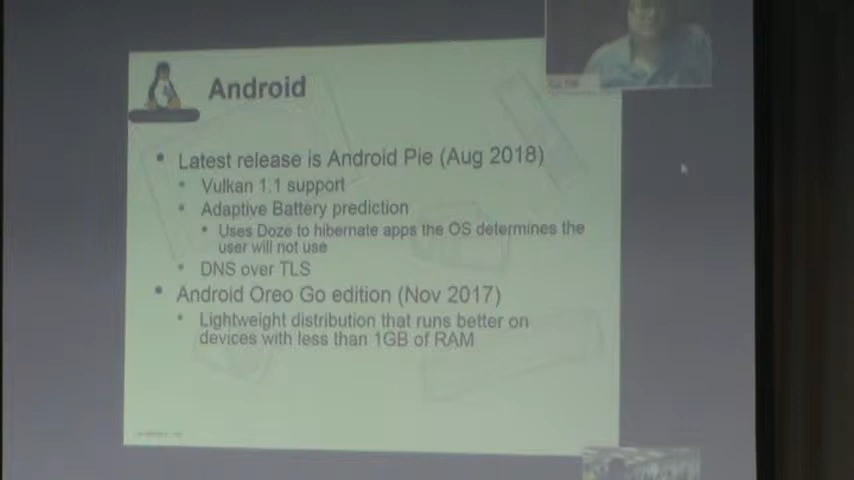 Android
• Latest release is Android Pie (Aug 2018)
• Vulkan 1.1 support
• Adaptive Battery prediction
• Uses Doze to hibernate apps the OS determines the
user will not use
• DNS over TLS
• Android Oreo Go edition (Nov 2017)
• Lightweight distribution that runs better on
devices with less than 1GB of RAM